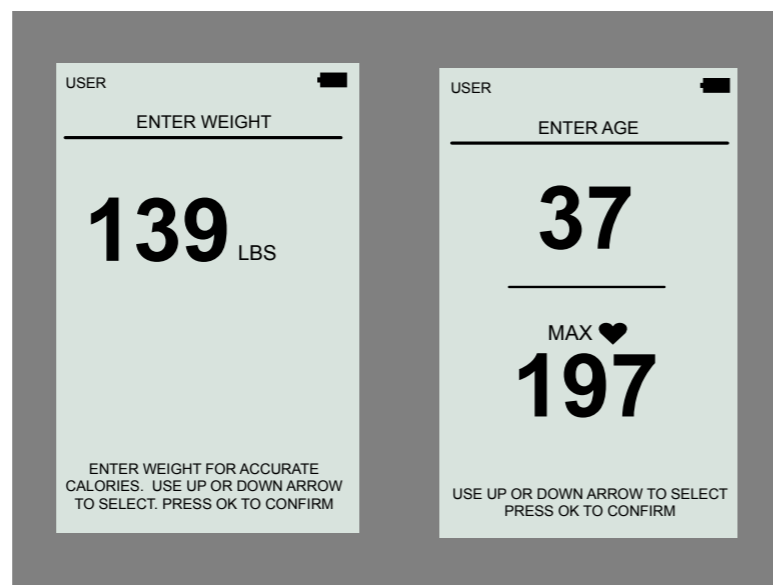 USER
ENTER WEIGHT
139 LBS
ENTER WEIGHT FOR ACCURATE
CALORIES. USE UP OR DOWN ARROW
TO SELECT. PRESS OK TO CONFIRM
USER
ENTER AGE
37
MAX
197
USE UP OR DOWN ARROW TO SELECT
PRESS OK TO CONFIRM